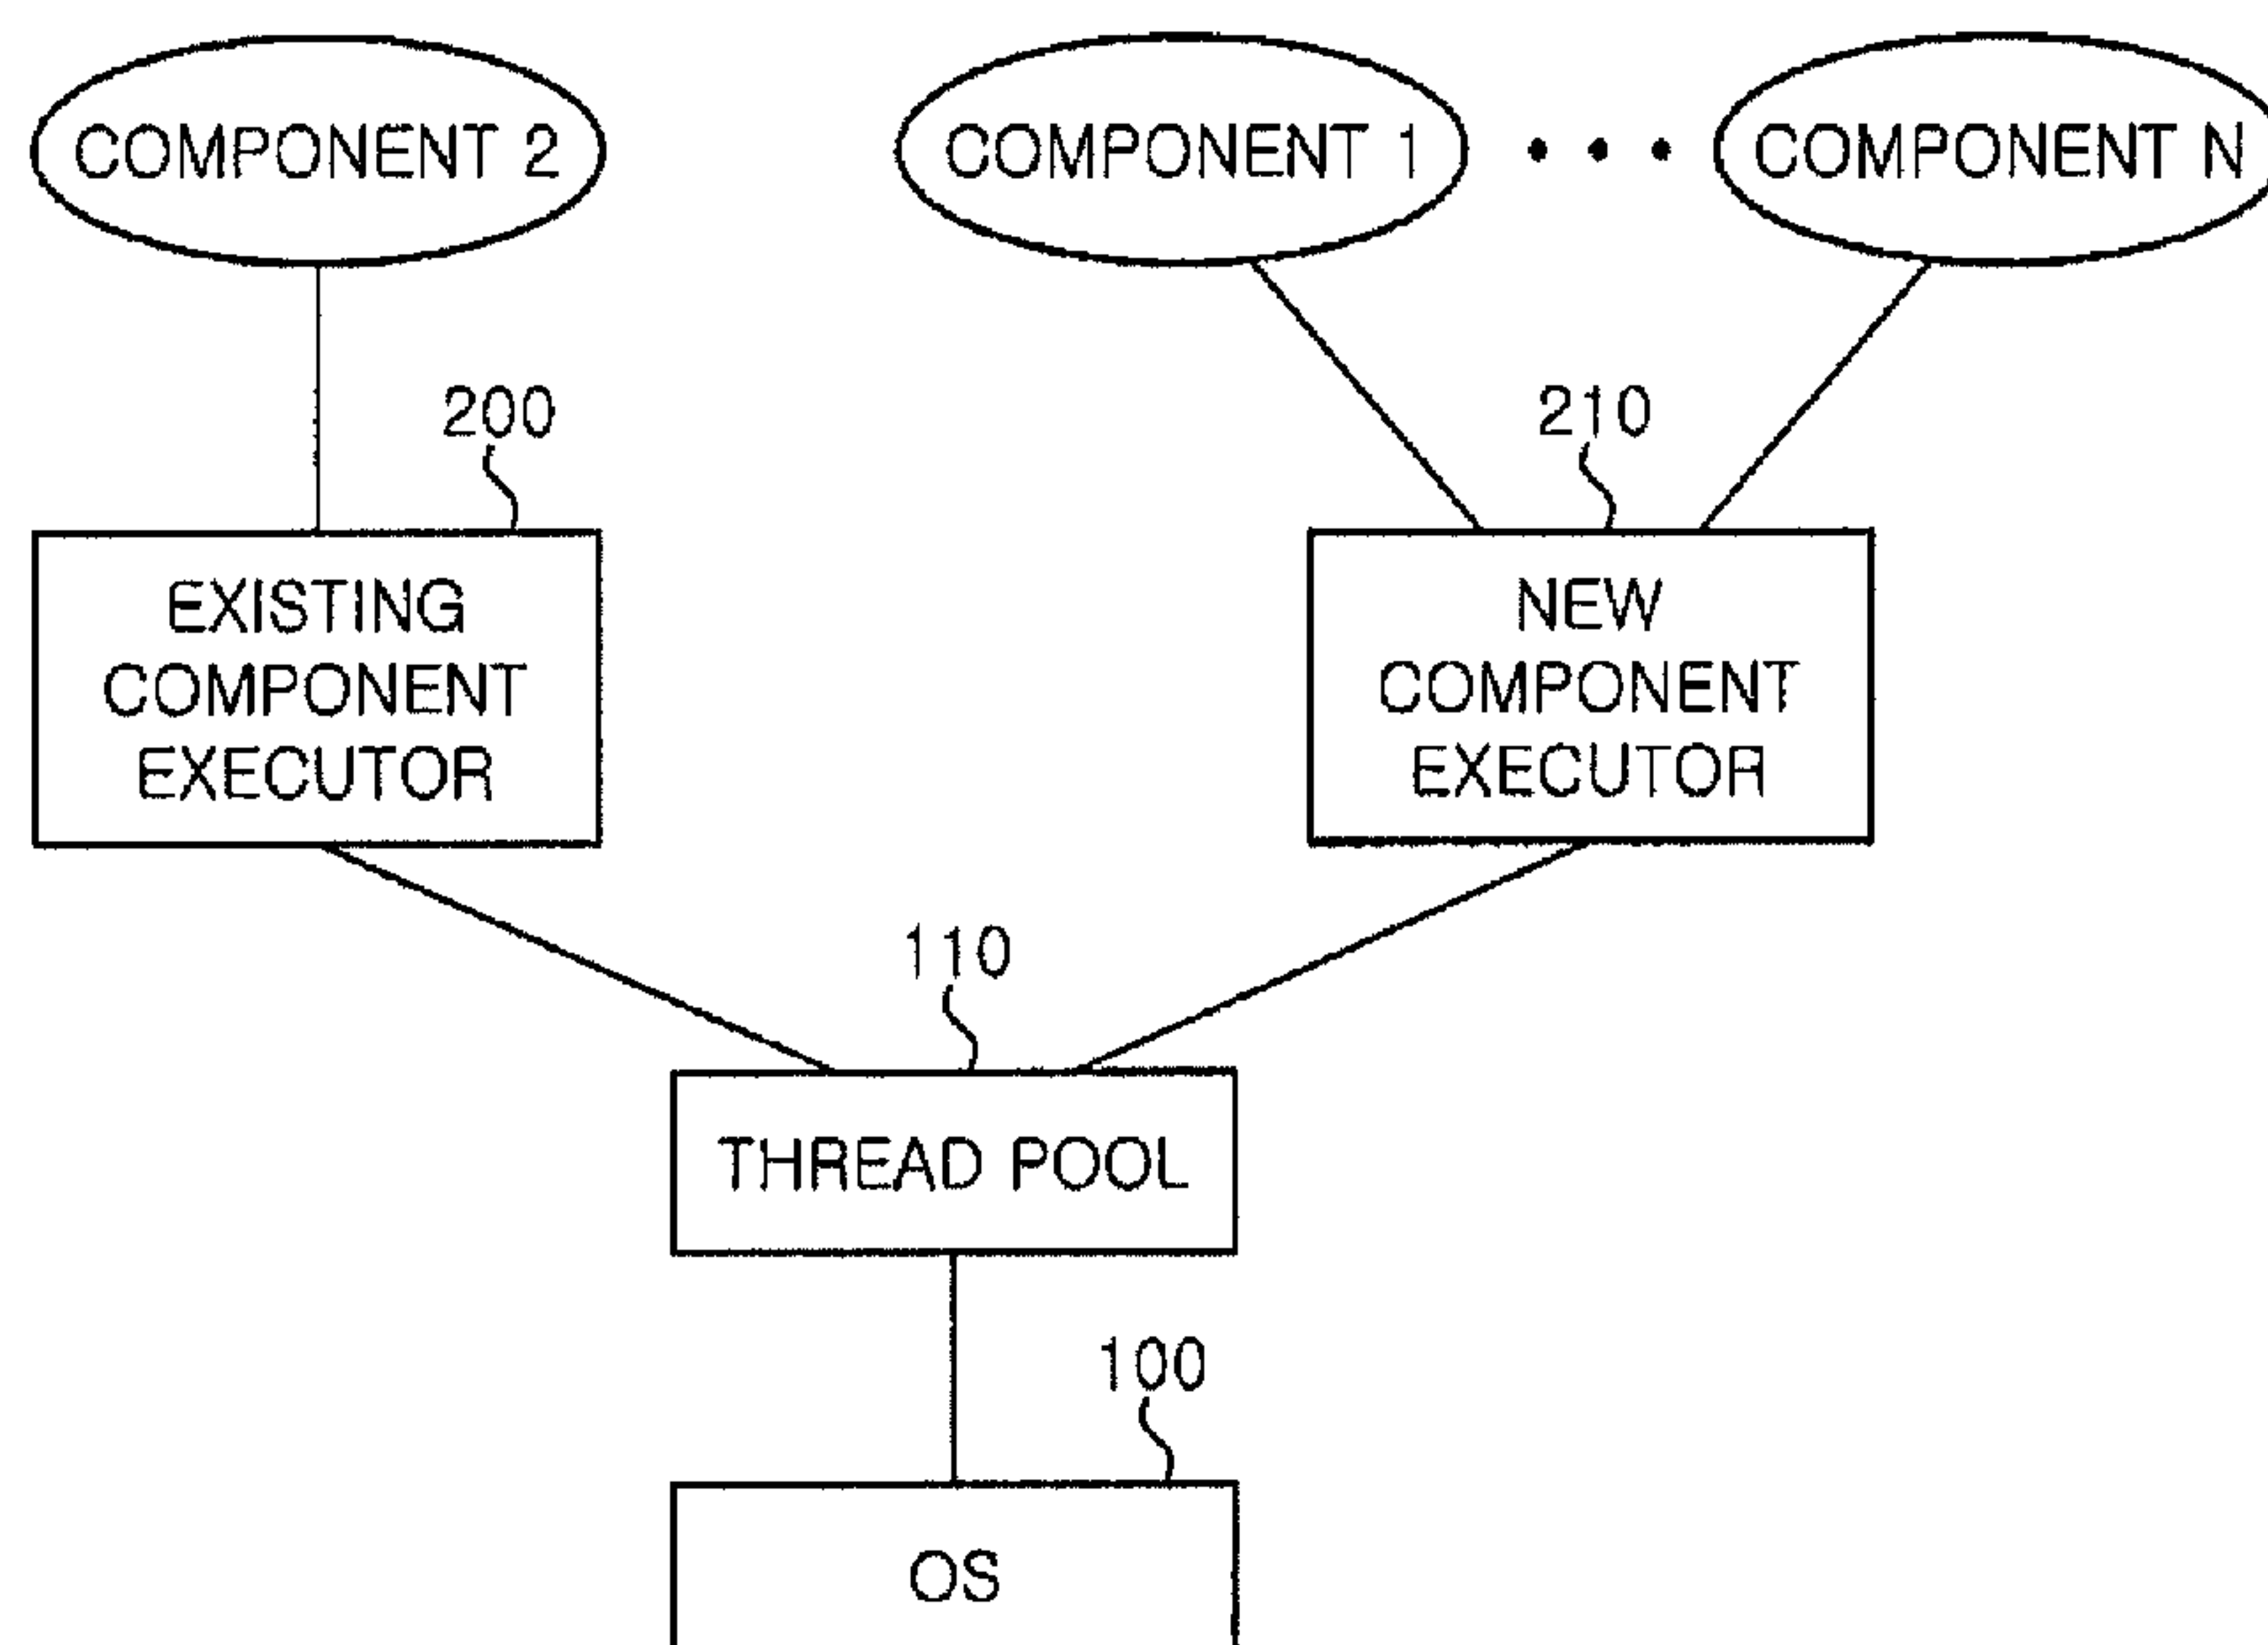 COMPONENT 2
COMPONENT 1 • • • COMPONENT N
200
210
EXISTING
COMPONENT
EXECUTOR
NEW
COMPONENT
EXECUTOR
110
THREAD POOL
100
OS